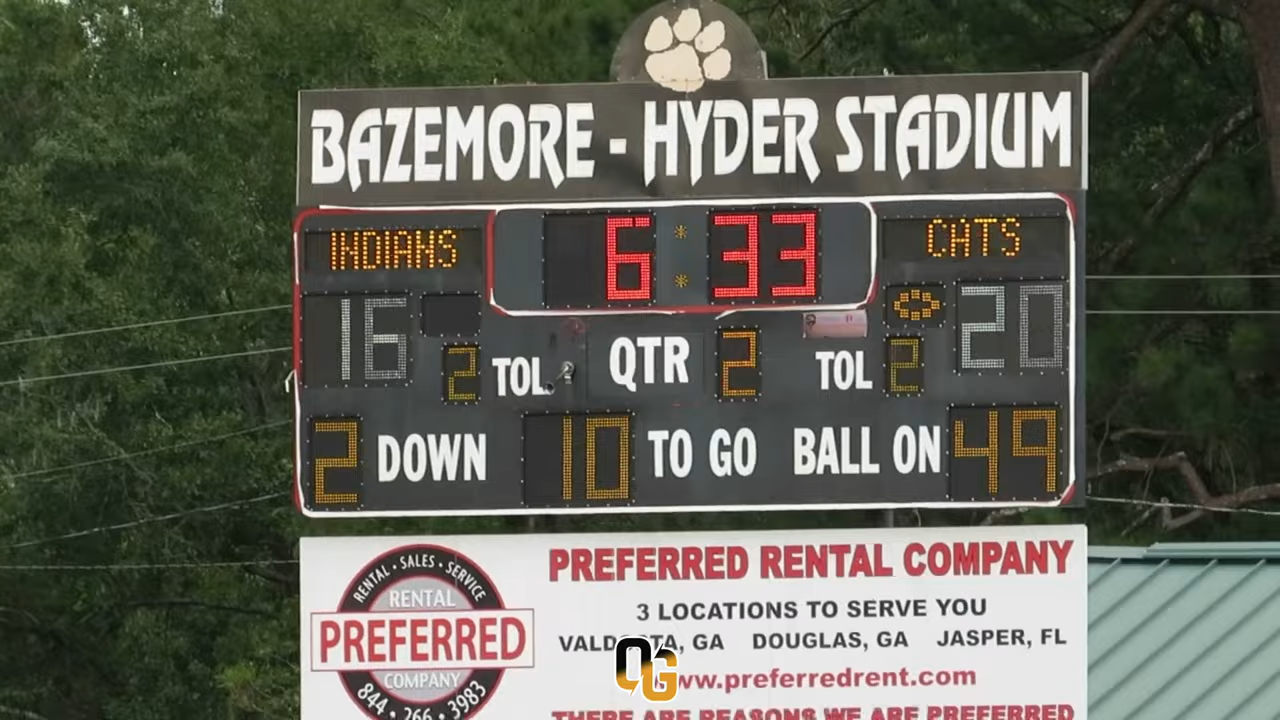 BAZEMORE - HYDER STADIUM
INDIANS 6:33 CATS
16 20
2 TOL QTR 2 TOL 2
2 DOWN 10 TO GO BALL ON 49
RENTAL • SALES • SERVICE
RENTAL
PREFERRED
COMPANY
844 • 266 • 3983
PREFERRED RENTAL COMPANY
3 LOCATIONS TO SERVE YOU
VALDOSTA, GA DOUGLAS, GA JASPER, FL
www.preferredrent.com
THERE ARE REASONS WE ARE PREFERRED
OG